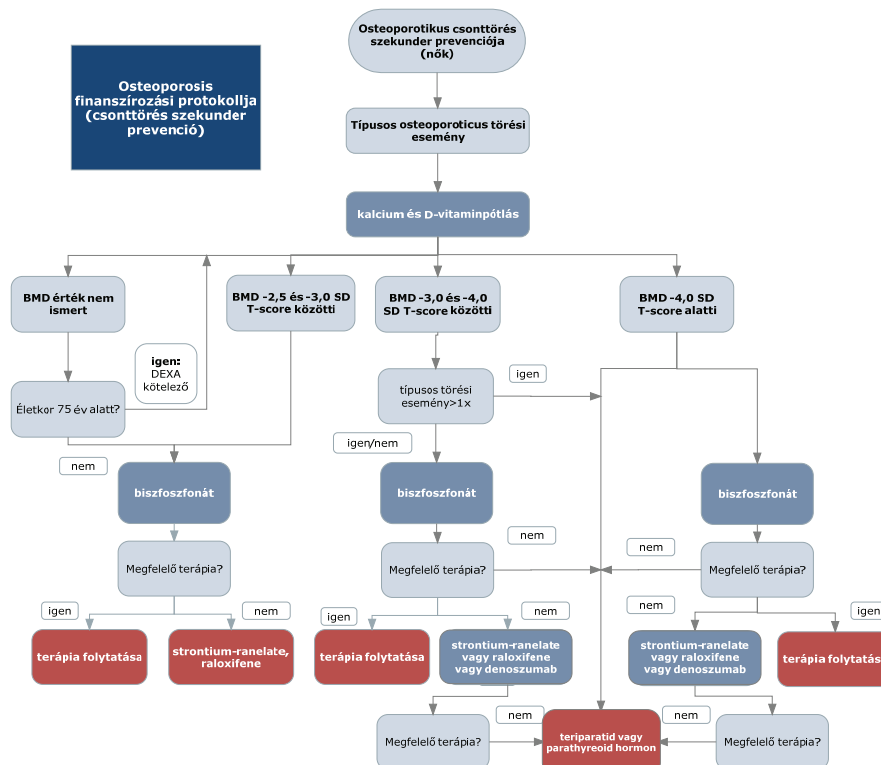 Osteoporotikus csonttörés
szekunder prevenciója
(nők)
Osteoporosis
finanszírozási protokollja
(csonttörés szekunder
prevenció)
Típusos osteoporoticus törési
esemény
kalcium és D-vitaminpótlás
BMD érték nem
ismert
BMD -2,5 és -3,0 SD
T-score közötti
BMD -3,0 és -4,0
SD T-score közötti
BMD -4,0 SD
T-score alatti
igen:
DEXA
kötelező
Életkor 75 év alatt?
típusos törési
esemény>1x
igen
igen/nem
nem
biszfoszfonát
biszfoszfonát
biszfoszfonát
nem
nem
Megfelelő terápia?
Megfelelő terápia?
Megfelelő terápia?
igen
nem
igen
nem
nem
igen
terápia folytatása
strontium-ranelate,
raloxifene
terápia folytatása
strontium-ranelate
vagy raloxifene
vagy denoszumab
strontium-ranelate
vagy raloxifene
vagy denoszumab
terápia folytatás
nem
nem
Megfelelő terápia?
teriparatid vagy
parathyreoid hormon
Megfelelő terápia?